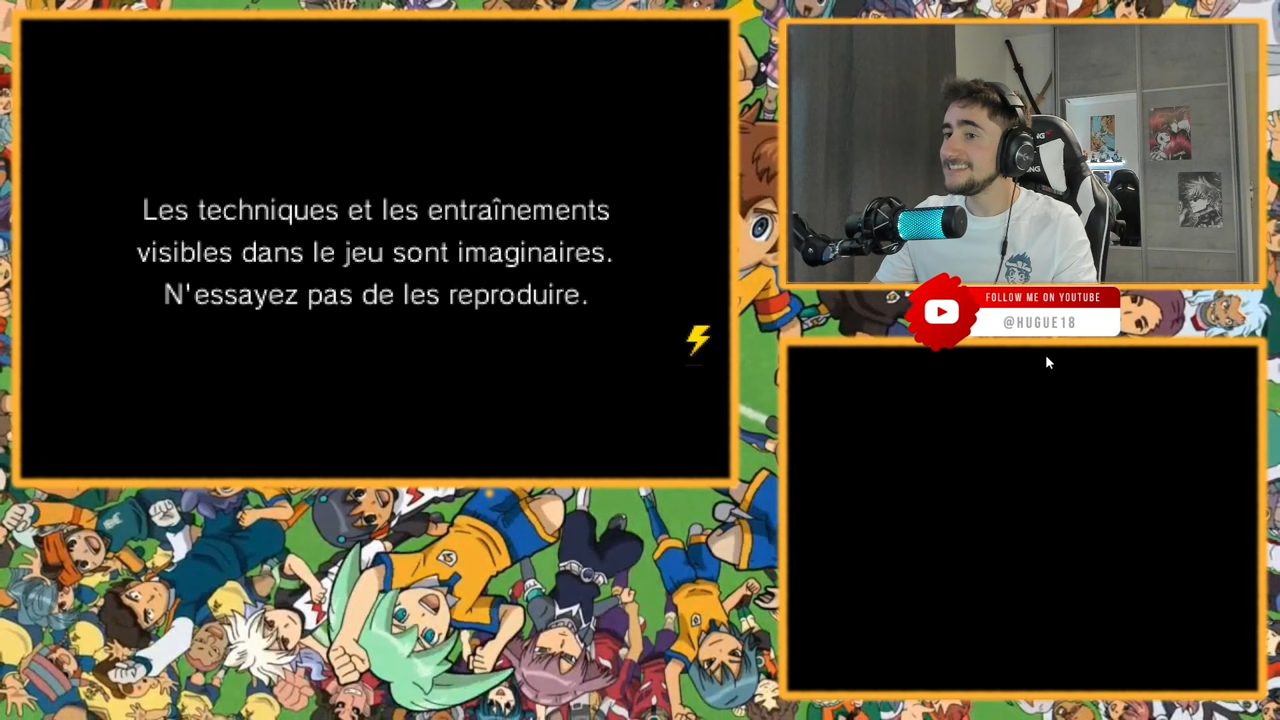 Les techniques et les entraînements
visibles dans le jeu sont imaginaires.
N'essayez pas de les reproduire.
FOLLOW ME ON YOUTUBE
@HUGUE18